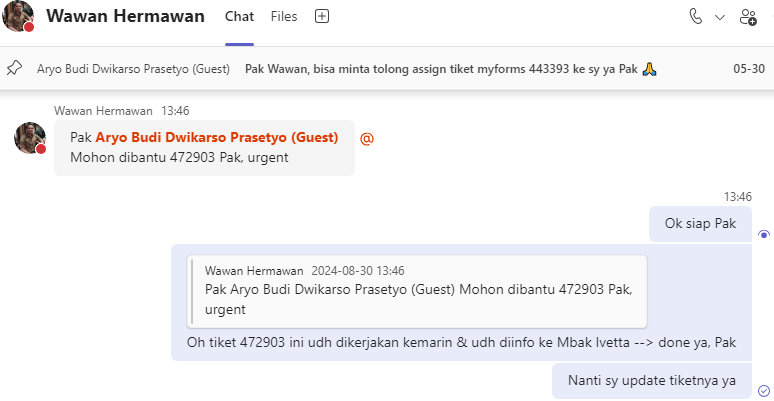 Wawan Hermawan Chat Files
Aryo Budi Dwikarso Prasetyo (Guest) Pak Wawan, bisa minta tolong assign tiket myforms 443393 ke sy ya Pak 🙏 05-30
Wawan Hermawan 13:46
Pak Aryo Budi Dwikarso Prasetyo (Guest) @
Mohon dibantu 472903 Pak, urgent
13:46
Ok siap Pak
Wawan Hermawan 2024-08-30 13:46
Pak Aryo Budi Dwikarso Prasetyo (Guest) Mohon dibantu 472903 Pak,
urgent
Oh tiket 472903 ini udh dikerjakan kemarin & udh diinfo ke Mbak Ivetta --> done ya, Pak
Nanti sy update tiketnya ya